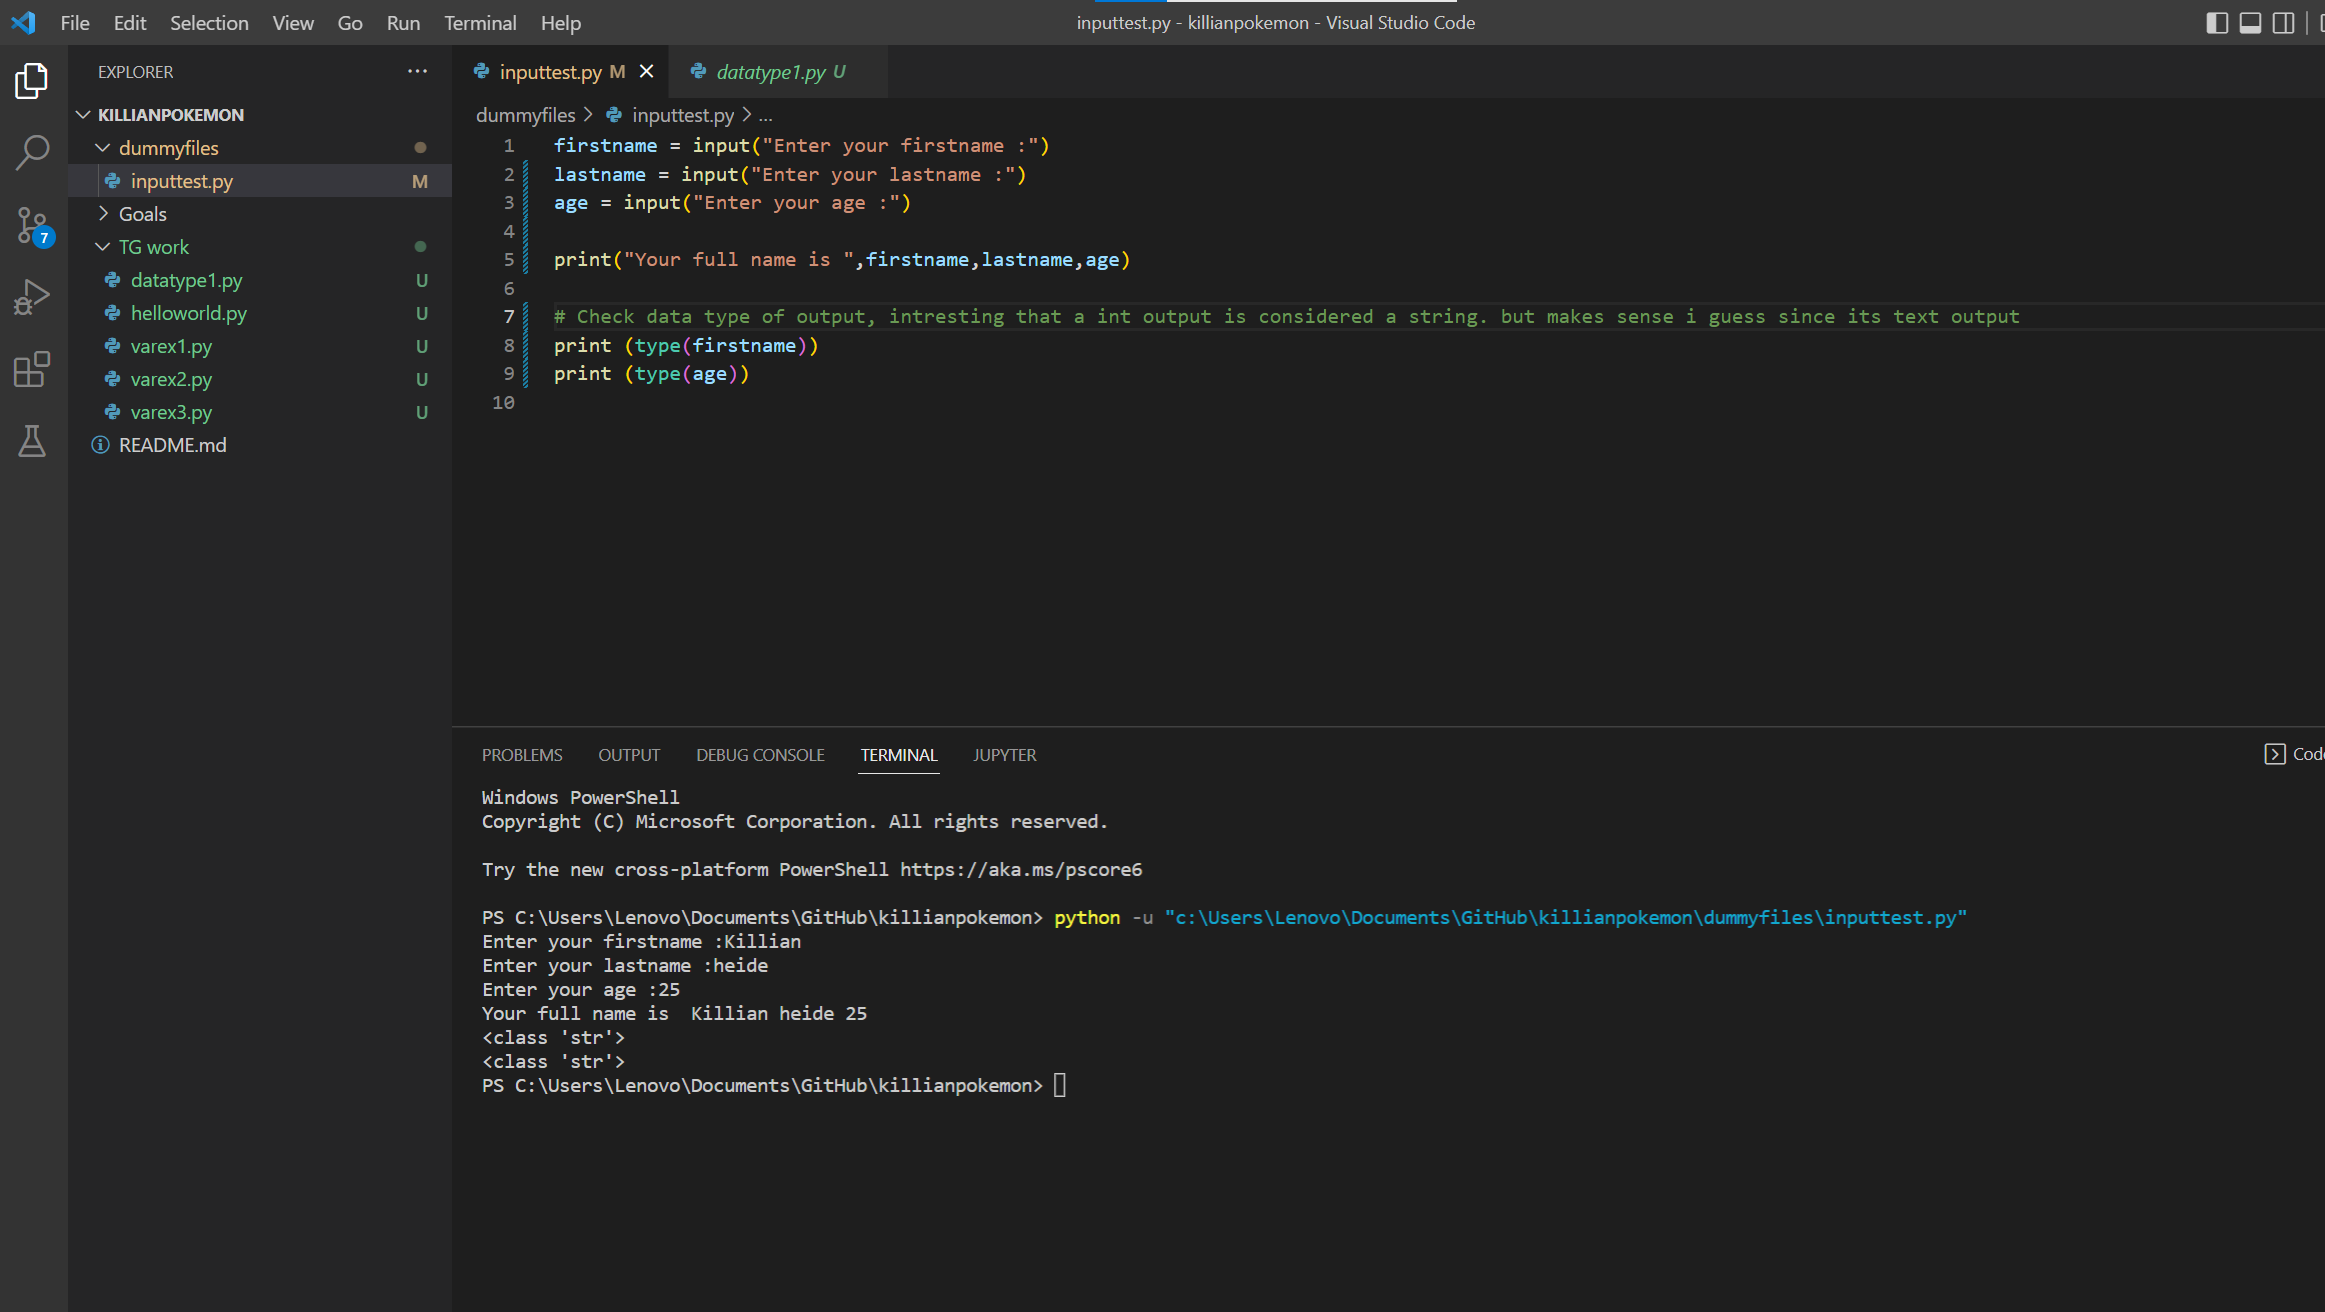 File Edit Selection View Go Run Terminal Help
inputtest.py - killianpokemon - Visual Studio Code
EXPLORER
KILLIANPOKEMON
dummyfiles
inputtest.py M
Goals
TG work
datatype1.py U
helloworld.py U
varex1.py U
varex2.py U
varex3.py U
README.md
7
inputtest.py M
datatype1.py U
dummyfiles > inputtest.py > ...
1 firstname = input("Enter your firstname :")
2 lastname = input("Enter your lastname :")
3 age = input("Enter your age :")
4
5 print("Your full name is ",firstname,lastname,age)
6
7 # Check data type of output, intresting that a int output is considered a string. but makes sense i guess since its text output
8 print (type(firstname))
9 print (type(age))
10
PROBLEMS OUTPUT DEBUG CONSOLE TERMINAL JUPYTER
Code
Windows PowerShell
Copyright (C) Microsoft Corporation. All rights reserved.
Try the new cross-platform PowerShell https://aka.ms/pscore6
PS C:\Users\Lenovo\Documents\GitHub\killianpokemon> python -u "c:\Users\Lenovo\Documents\GitHub\killianpokemon\dummyfiles\inputtest.py"
Enter your firstname :Killian
Enter your lastname :heide
Enter your age :25
Your full name is  Killian heide 25
<class 'str'>
<class 'str'>
PS C:\Users\Lenovo\Documents\GitHub\killianpokemon>